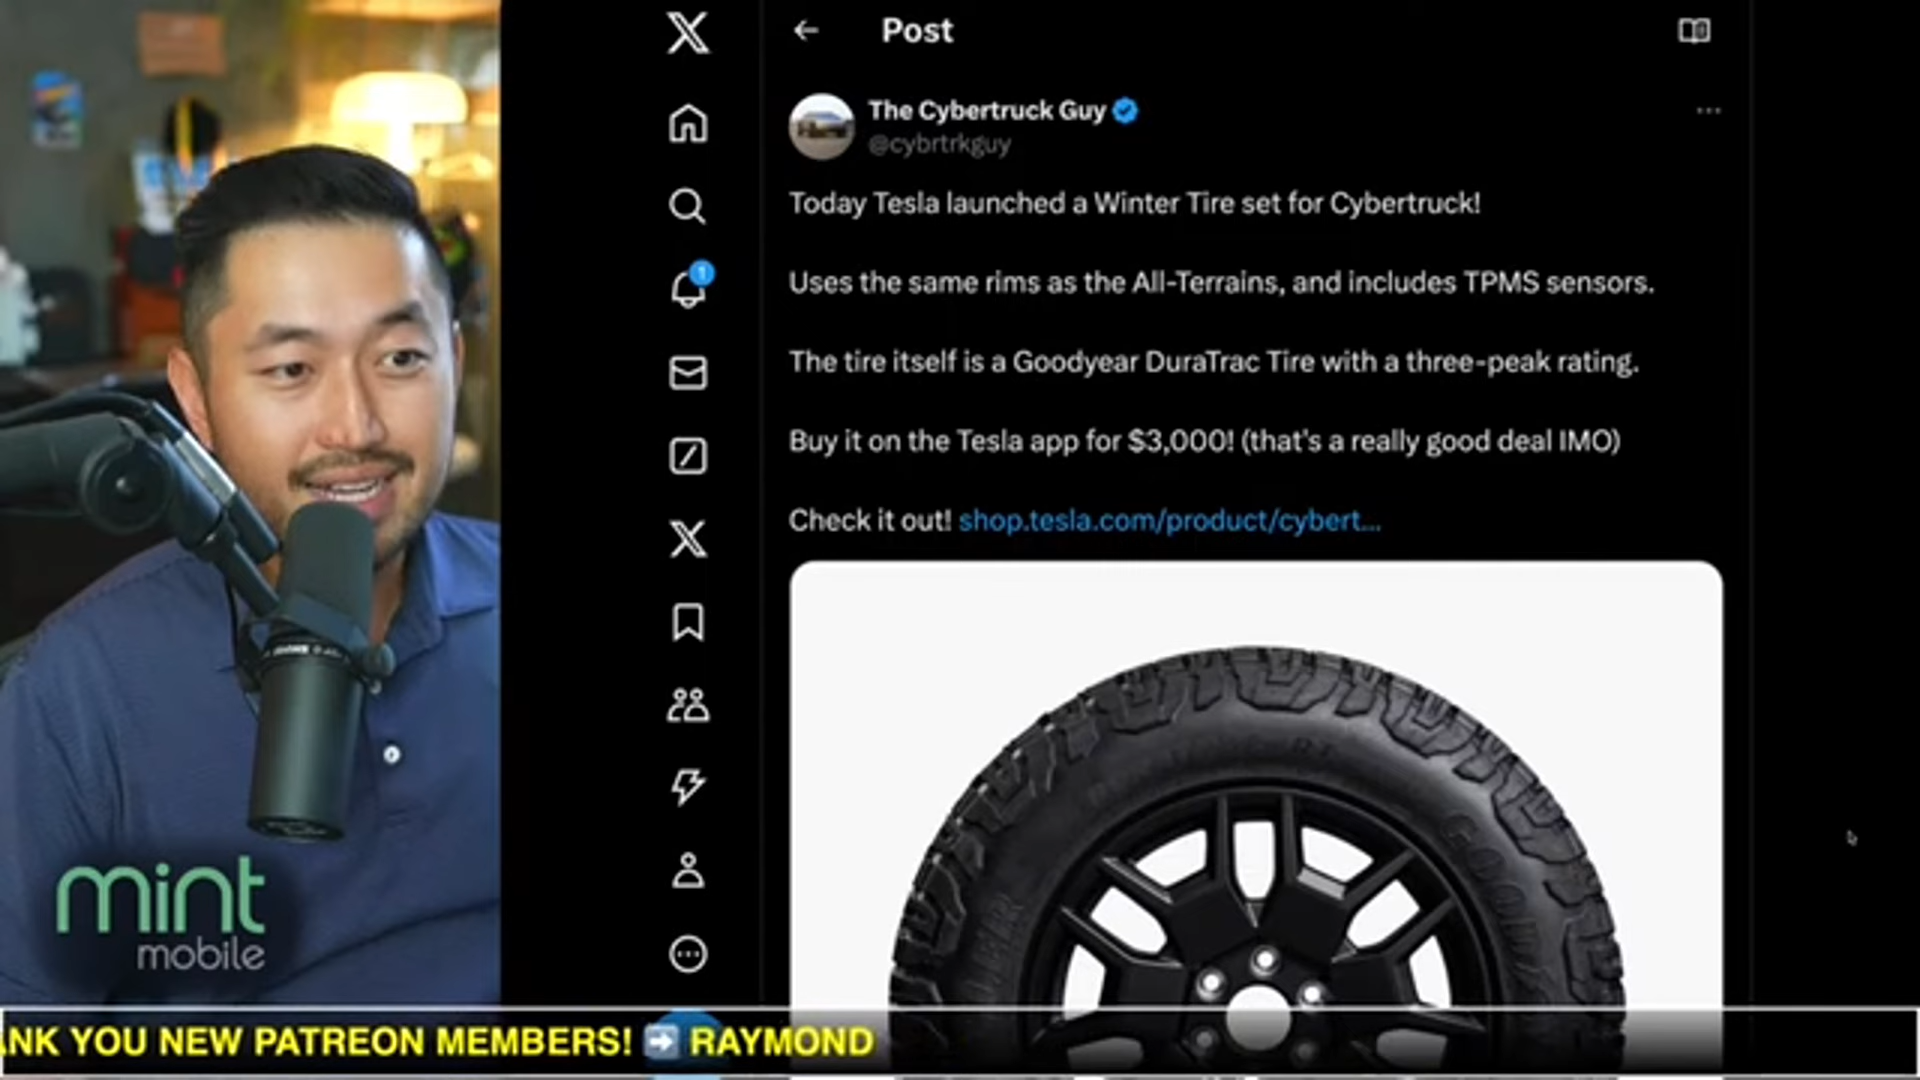 Post
The Cybertruck Guy
@cybrtrkguy
Today Tesla launched a Winter Tire set for Cybertruck!
Uses the same rims as the All-Terrains, and includes TPMS sensors.
The tire itself is a Goodyear DuraTrac Tire with a three-peak rating.
Buy it on the Tesla app for $3,000! (that's a really good deal IMO)
Check it out! shop.tesla.com/product/cybert...
1
mint
mobile
ANK YOU NEW PATREON MEMBERS! ➡ RAYMOND